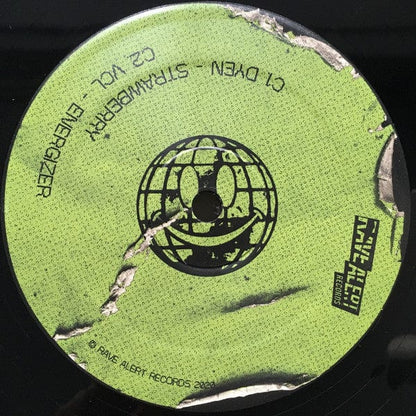 C1 DYEN - STRAWBERRY
C2 VCL - ENERGIZER
RAVE ALERT
RECORDS
© RAVE ALERT RECORDS 2020